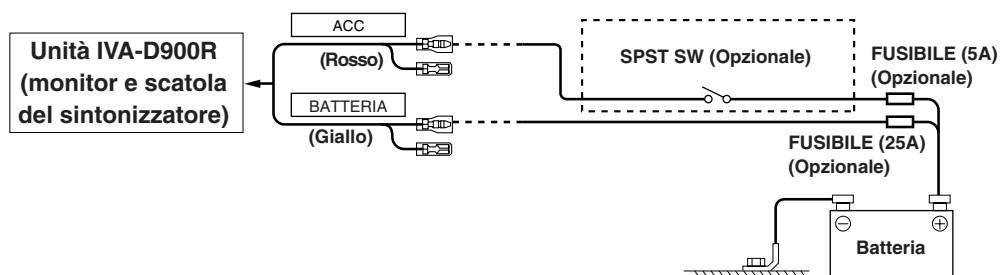 ACC
(Rosso)
Unità IVA-D900R
(monitor e scatola
del sintonizzatore)
BATTERIA
(Giallo)
SPST SW (Opzionale)
FUSIBILE (5A)
(Opzionale)
FUSIBILE (25A)
(Opzionale)
Batteria